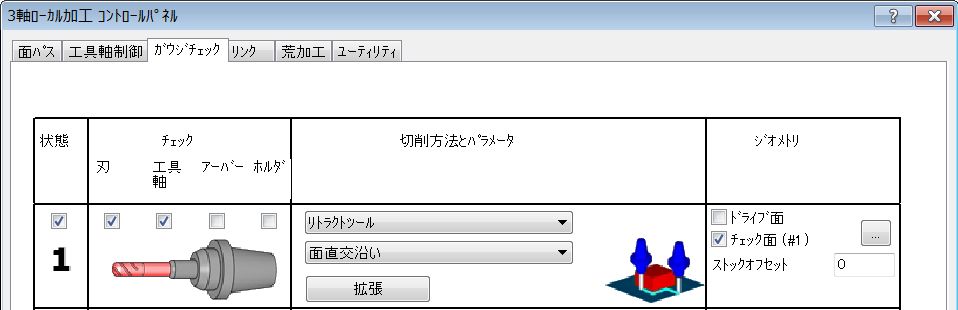 3軸ﾛｰｶﾙ加工 ｺﾝﾄﾛｰﾙﾊﾟﾈﾙ
面ﾊﾟｽ 工具軸制御 ｶﾞｳｼﾞﾁｪｯｸ ﾘﾝｸ 荒加工 ﾕｰﾃｨﾘﾃｨ
状態 ﾁｪｯｸ 切削方法とﾊﾟﾗﾒｰﾀ ｼﾞｵﾒﾄﾘ
刃 工具軸 ｱｰﾊﾞｰ ﾎﾙﾀﾞ
1
ﾘﾄﾗｸﾄﾂｰﾙ
面直交沿い
拡張
ﾄﾞﾗｲﾌﾞ面
ﾁｪｯｸ面 (#1)
...
ｽﾄｯｸｵﾌｾｯﾄ 0